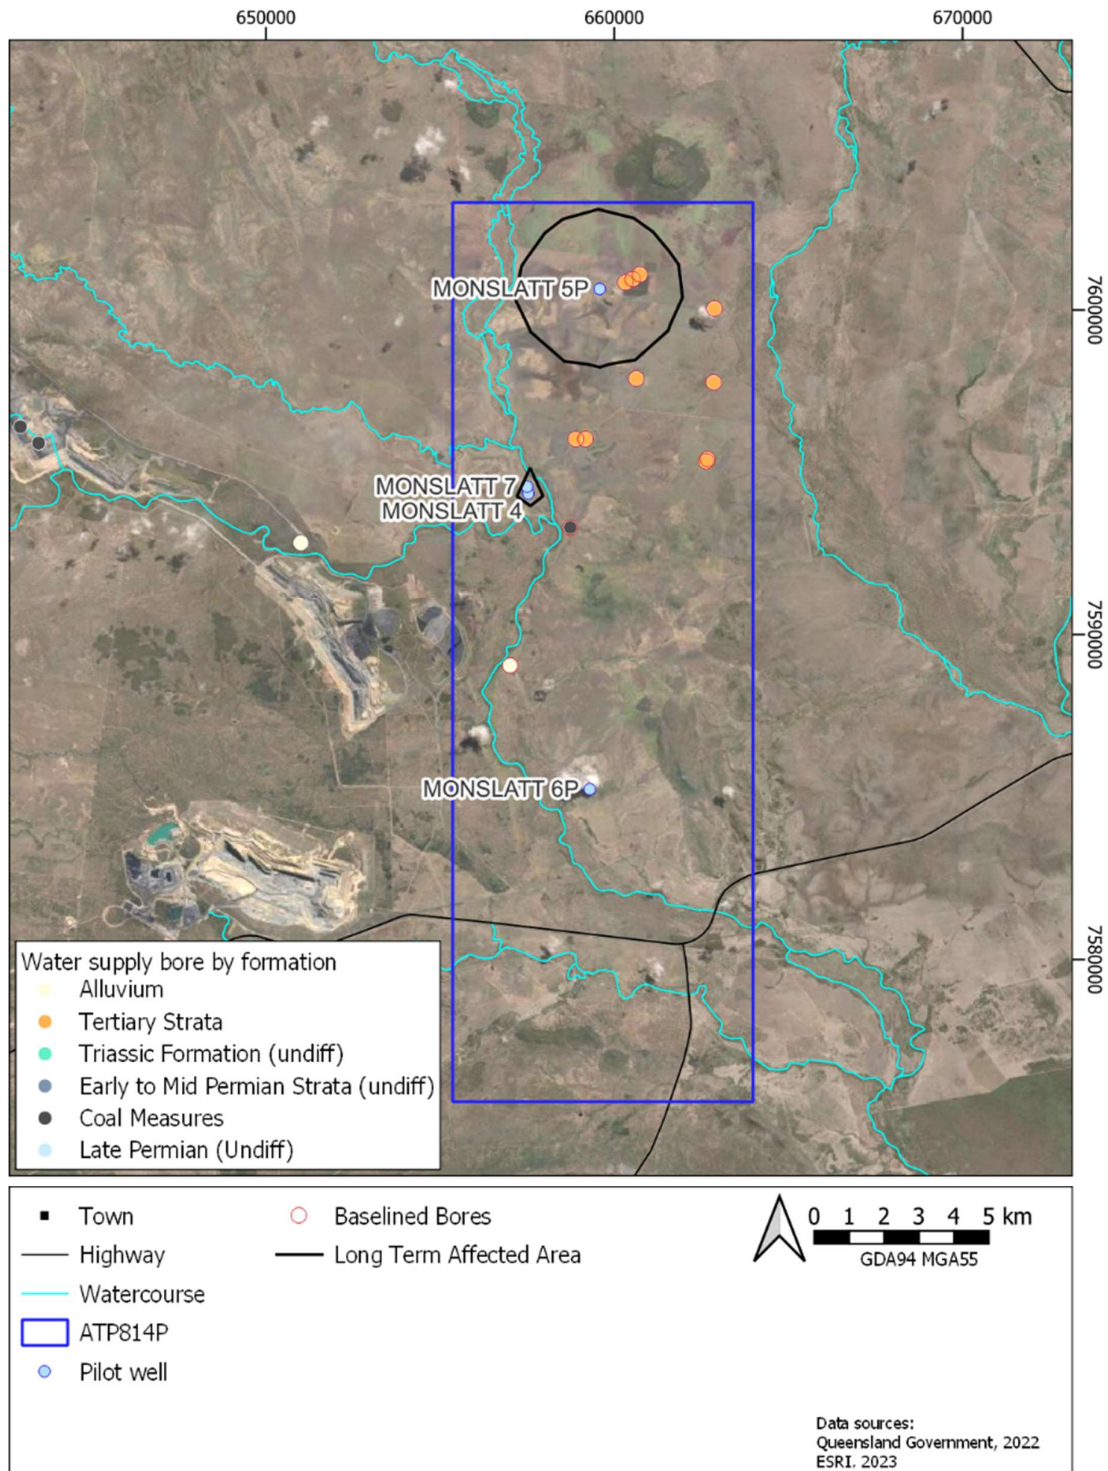 650000 660000 670000
7600000
7590000
7580000
MONSLATT 5P
MONSLATT 7
MONSLATT 4
MONSLATT 6P
Water supply bore by formation
Alluvium
Tertiary Strata
Triassic Formation (undiff)
Early to Mid Permian Strata (undiff)
Coal Measures
Late Permian (Undiff)
Town
Highway
Watercourse
ATP814P
Pilot well
Baselined Bores
Long Term Affected Area
0 1 2 3 4 5 km
GDA94 MGA55
Data sources:
Queensland Government, 2022
ESRI. 2023